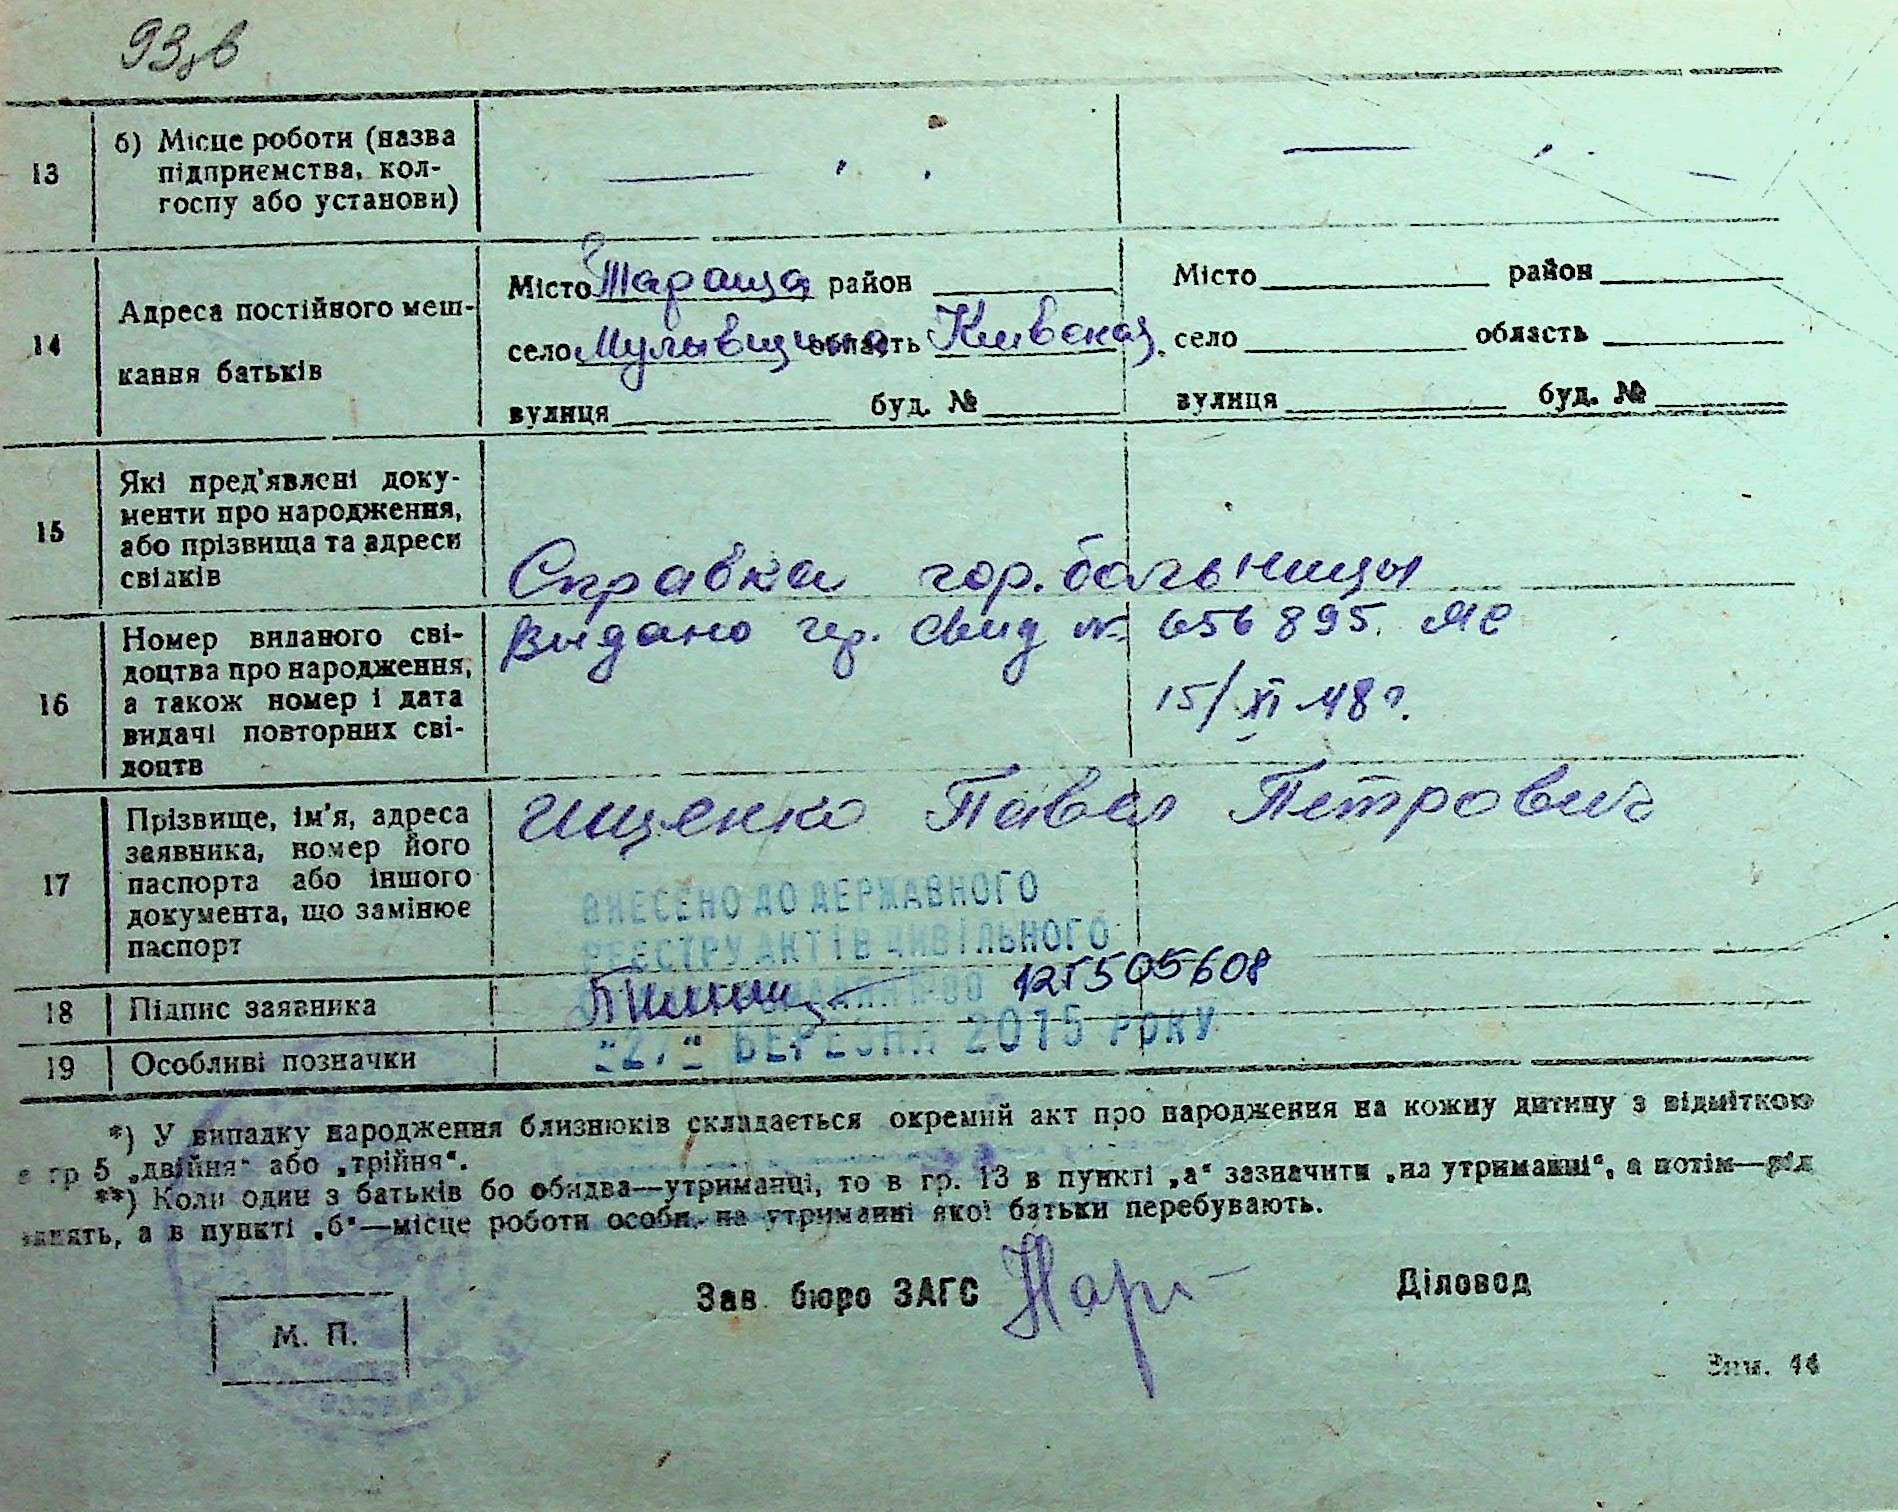 93
13
б) Місце роботи (назва
підприємства, кол-
госпу або установи)
14
Адреса постійного меш-
кання батьків
Місто Тараща район
село область Киевская
вулиця буд. №
Місто район
село область
вулиця буд. №
15
Які пред'явлені доку-
менти про народження,
або прізвища та адреси
свідків
Справка гор. больницы
16
Номер виданого сві-
доцтва про народження,
а також номер і дата
видачі повторних сві-
доцтв
Выдано гр. свид № 656895
15/XI 48 г.
17
Прізвище, ім'я, адреса
заявника, номер його
паспорта або іншого
документа, що замінює
паспорт
Ищенко Павел Петрович
ВНЕСЕНО ДО ДЕРЖАВНОГО
РЕЄСТРУ АКТІВ ЦИВІЛЬНОГО
18
Підпис заявника
505608
"27" БЕРЕЗНЯ 2015 РОКУ
19
Особливі позначки
*) У випадку народження близнюків складається окремий акт про народження на кожну дитину з відміткою
в гр 5 „двійня" або „трійня".
**) Коли один з батьків бо обидва—утриманці, то в гр. 13 в пункті „а" зазначити „на утриманні", а потім—рід
занять, а в пункті „б"—місце роботи особи, на утриманні якої батьки перебувають.
Зав. бюро ЗАГС
Діловод
М. П.